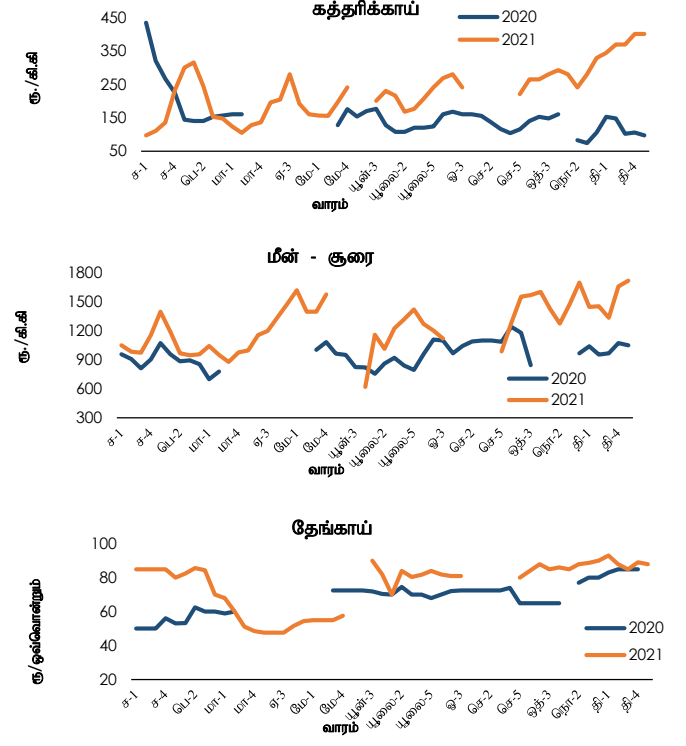 கத்தரிக்காய்
2020
2021
ரூ./கி.கி
450
350
250
150
50
ச-1
ச-4
பெ-2
மா-1
மா-4
ஏ-3
மே-1
மே-4
யூன்-3
யூலை-2
யூலை-5
ஓ-3
செ-2
செ-5
ஒத்-3
நொ-2
தி-1
தி-4
வாரம்
மீன் - சூரை
ரூ./கி.கி
1800
1500
1200
900
600
300
2020
2021
ச-1
ச-4
பெ-2
மா-1
மா-4
ஏ-3
மே-1
மே-4
யூன்-3
யூலை-2
யூலை-5
ஓ-3
செ-2
செ-5
ஒத்-3
நொ-2
தி-1
தி-4
வாரம்
தேங்காய்
ரூ/ஒவ்வொன்றும்
100
80
60
40
20
2020
2021
ச-1
ச-4
பெ-2
மா-1
மா-4
ஏ-3
மே-1
மே-4
யூன்-3
யூலை-2
யூலை-5
ஓ-3
செ-2
செ-5
ஒத்-3
நொ-2
தி-1
தி-4
வாரம்